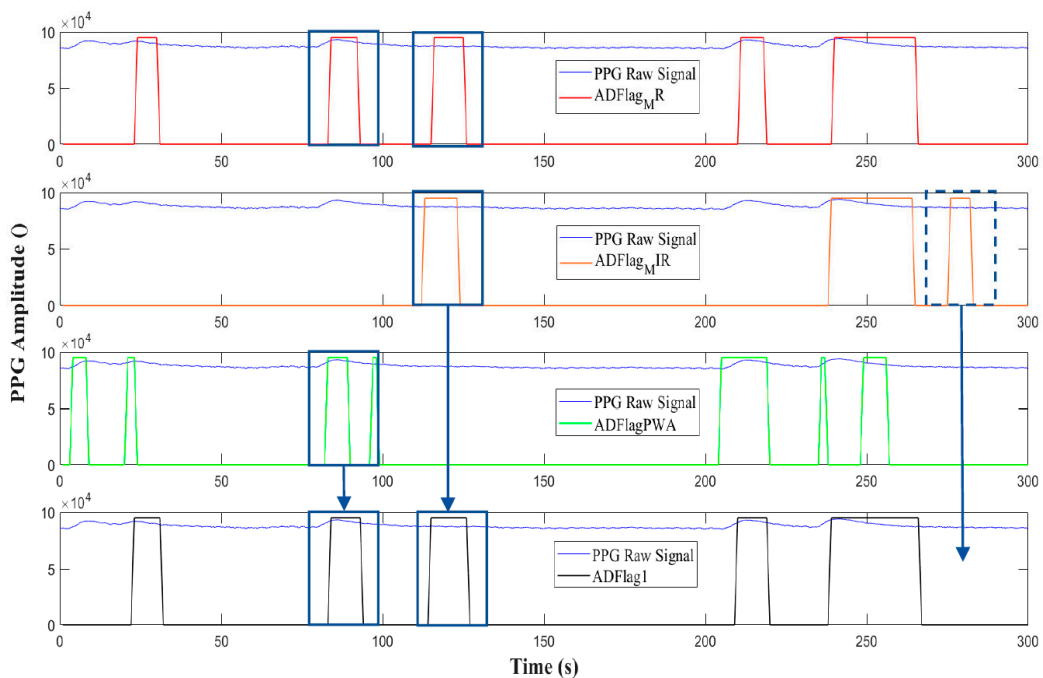 ×10⁴
10
5
0
PPG Raw Signal
ADFlag_MR
0 50 100 150 200 250 300
×10⁴
10
5
0
PPG Raw Signal
ADFlag_MIR
0 50 100 150 200 250 300
PPG Amplitude ()
×10⁴
10
5
0
PPG Raw Signal
ADFlagPWA
0 50 100 150 200 250 300
×10⁴
10
5
0
PPG Raw Signal
ADFlag1
0 50 100 150 200 250 300
Time (s)